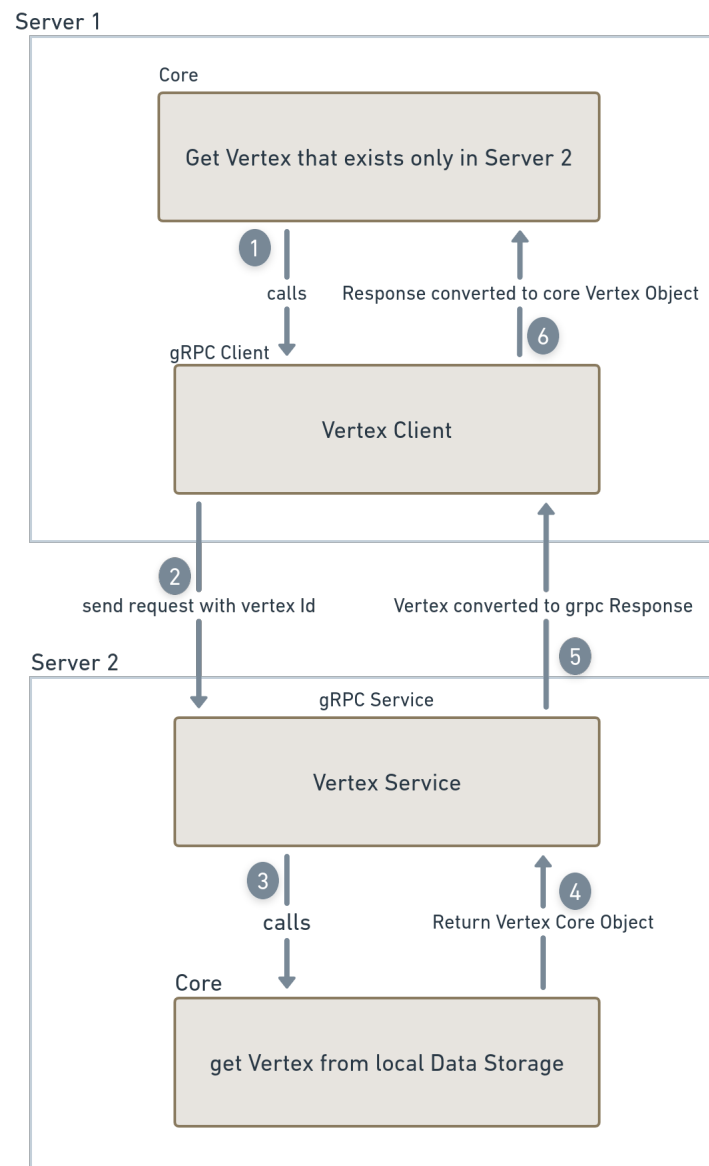 Server 1
Core
Get Vertex that exists only in Server 2
1
calls
Response converted to core Vertex Object
6
gRPC Client
Vertex Client
2
send request with vertex Id
Vertex converted to grpc Response
5
Server 2
gRPC Service
Vertex Service
3
4
calls
Return Vertex Core Object
Core
get Vertex from local Data Storage